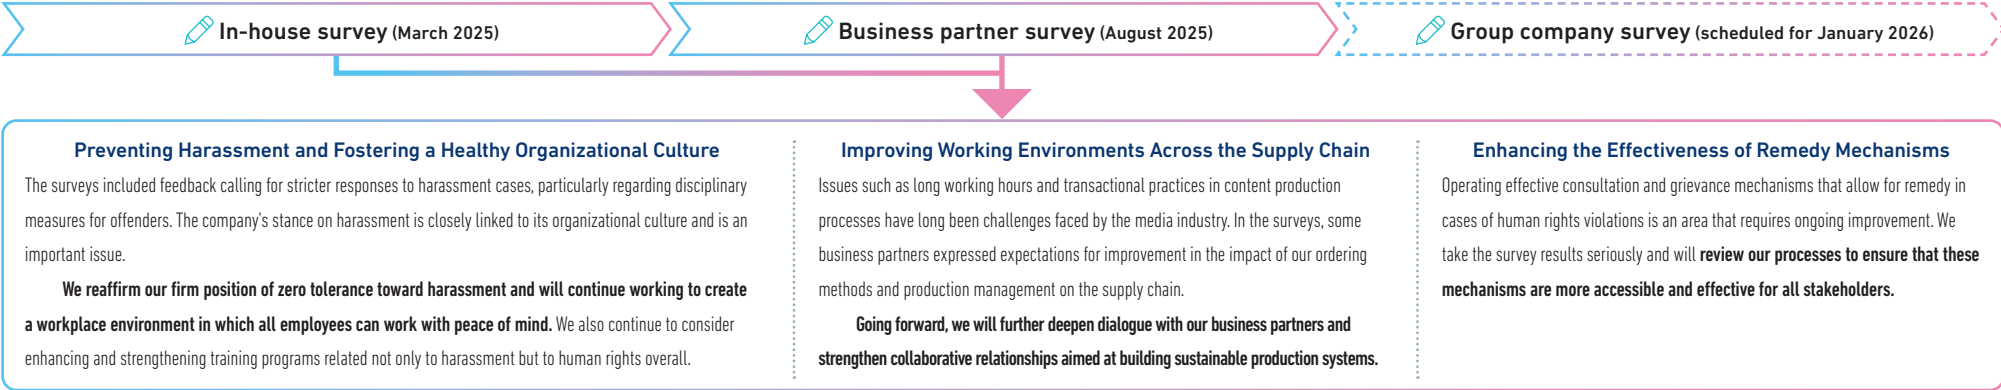 In-house survey (March 2025)
Business partner survey (August 2025)
Group company survey (scheduled for January 2026)
Preventing Harassment and Fostering a Healthy Organizational Culture
The surveys included feedback calling for stricter responses to harassment cases, particularly regarding disciplinary
measures for offenders. The company's stance on harassment is closely linked to its organizational culture and is an
important issue.
We reaffirm our firm position of zero tolerance toward harassment and will continue working to create
a workplace environment in which all employees can work with peace of mind. We also continue to consider
enhancing and strengthening training programs related not only to harassment but to human rights overall.
Improving Working Environments Across the Supply Chain
Issues such as long working hours and transactional practices in content production
processes have long been challenges faced by the media industry. In the surveys, some
business partners expressed expectations for improvement in the impact of our ordering
methods and production management on the supply chain.
Going forward, we will further deepen dialogue with our business partners and
strengthen collaborative relationships aimed at building sustainable production systems.
Enhancing the Effectiveness of Remedy Mechanisms
Operating effective consultation and grievance mechanisms that allow for remedy in
cases of human rights violations is an area that requires ongoing improvement. We
take the survey results seriously and will review our processes to ensure that these
mechanisms are more accessible and effective for all stakeholders.